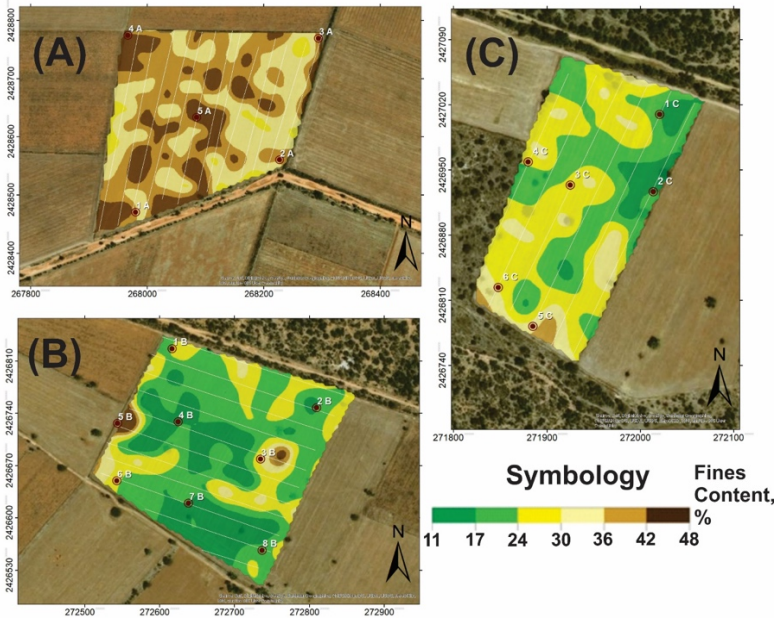 (A)
4 A
3 A
5 A
2 A
1 A
N
2428800
2428700
2428600
2428500
2428400
267800
268000
268200
268400
(B)
1 B
2 B
5 B
4 B
3 B
6 B
7 B
8 B
N
2426810
2426740
2426670
2426600
2426530
272500
272600
272700
272800
272900
(C)
1 C
4 C
2 C
3 C
6 C
5 C
N
2427090
2427020
2426950
2426880
2426810
2426740
271800
271900
272000
272100
Symbology
Fines
Content,
%
11 17 24 30 36 42 48